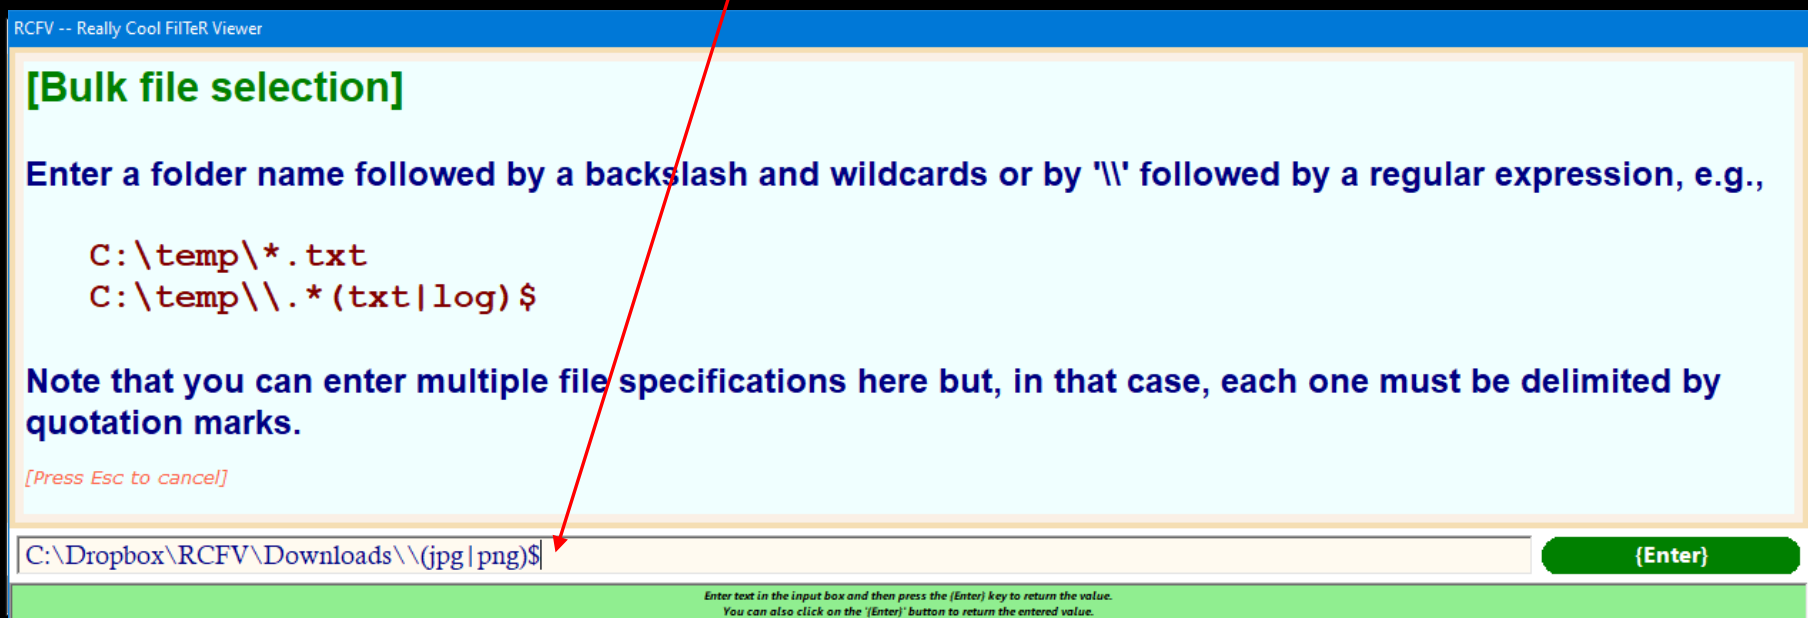 RCFV -- Really Cool FilTeR Viewer
[Bulk file selection]
Enter a folder name followed by a backslash and wildcards or by '\\' followed by a regular expression, e.g.,
C:\temp\*.txt
C:\temp\\.*(txt|log)$
Note that you can enter multiple file specifications here but, in that case, each one must be delimited by
quotation marks.
[Press Esc to cancel]
C:\Dropbox\RCFV\Downloads\\(jpg|png)$
{Enter}
Enter text in the input box and then press the {Enter} key to return the value.
You can also click on the '{Enter}' button to return the entered value.